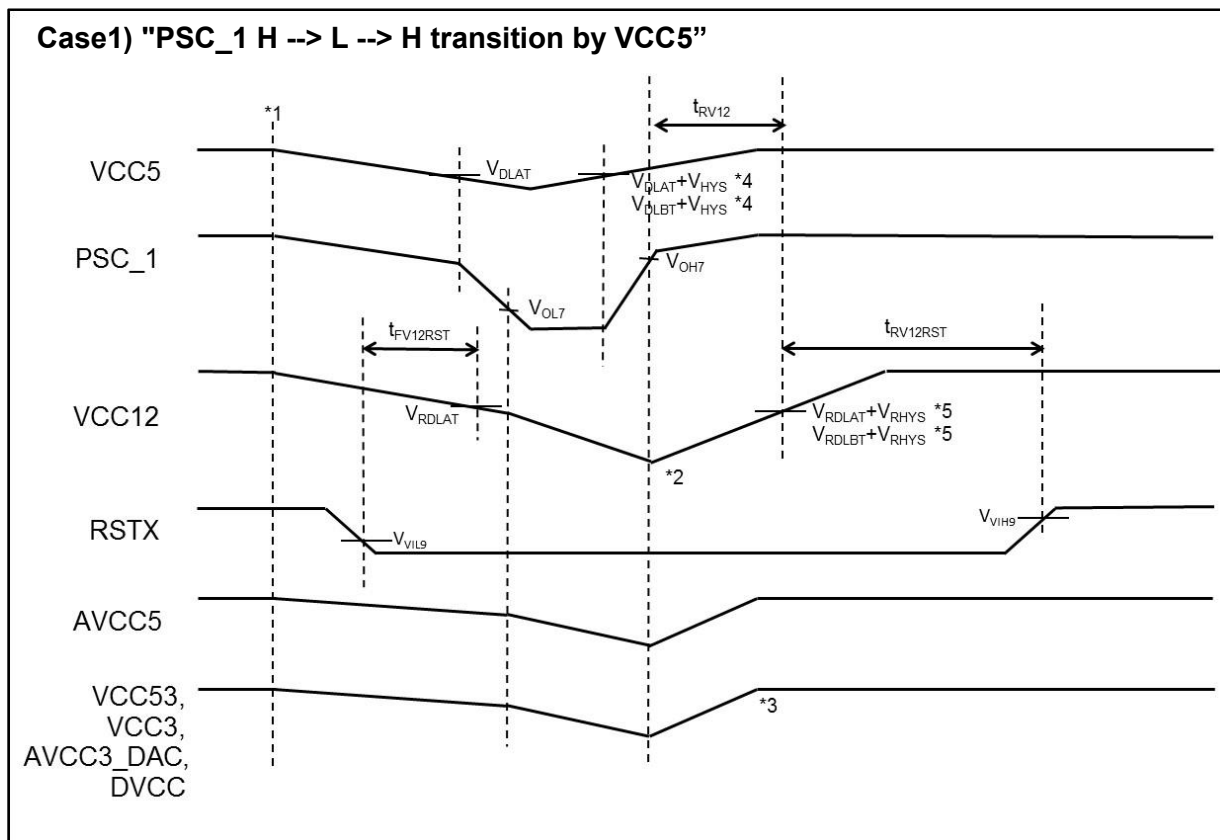 Case1) "PSC_1 H --> L --> H transition by VCC5”
*1
tRV12
VCC5
VDLAT
VDLAT+VHYS *4
VDLBT+VHYS *4
PSC_1
VOH7
VOL7
tFV12RST
tRV12RST
VCC12
VRDLAT
VRDLAT+VRHYS *5
VRDLBT+VRHYS *5
*2
RSTX
VVIL9
VVIH9
AVCC5
VCC53,
VCC3,
AVCC3_DAC,
DVCC
*3